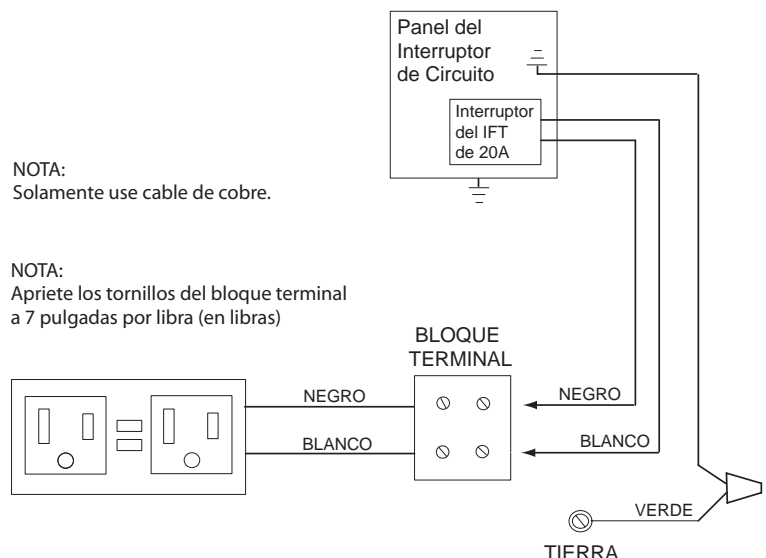 Panel del
Interruptor
de Circuito
Interruptor
del IFT
de 20A
NOTA:
Solamente use cable de cobre.
NOTA:
Apriete los tornillos del bloque terminal
a 7 pulgadas por libra (en libras)
BLOQUE
TERMINAL
NEGRO
NEGRO
BLANCO
BLANCO
VERDE
TIERRA